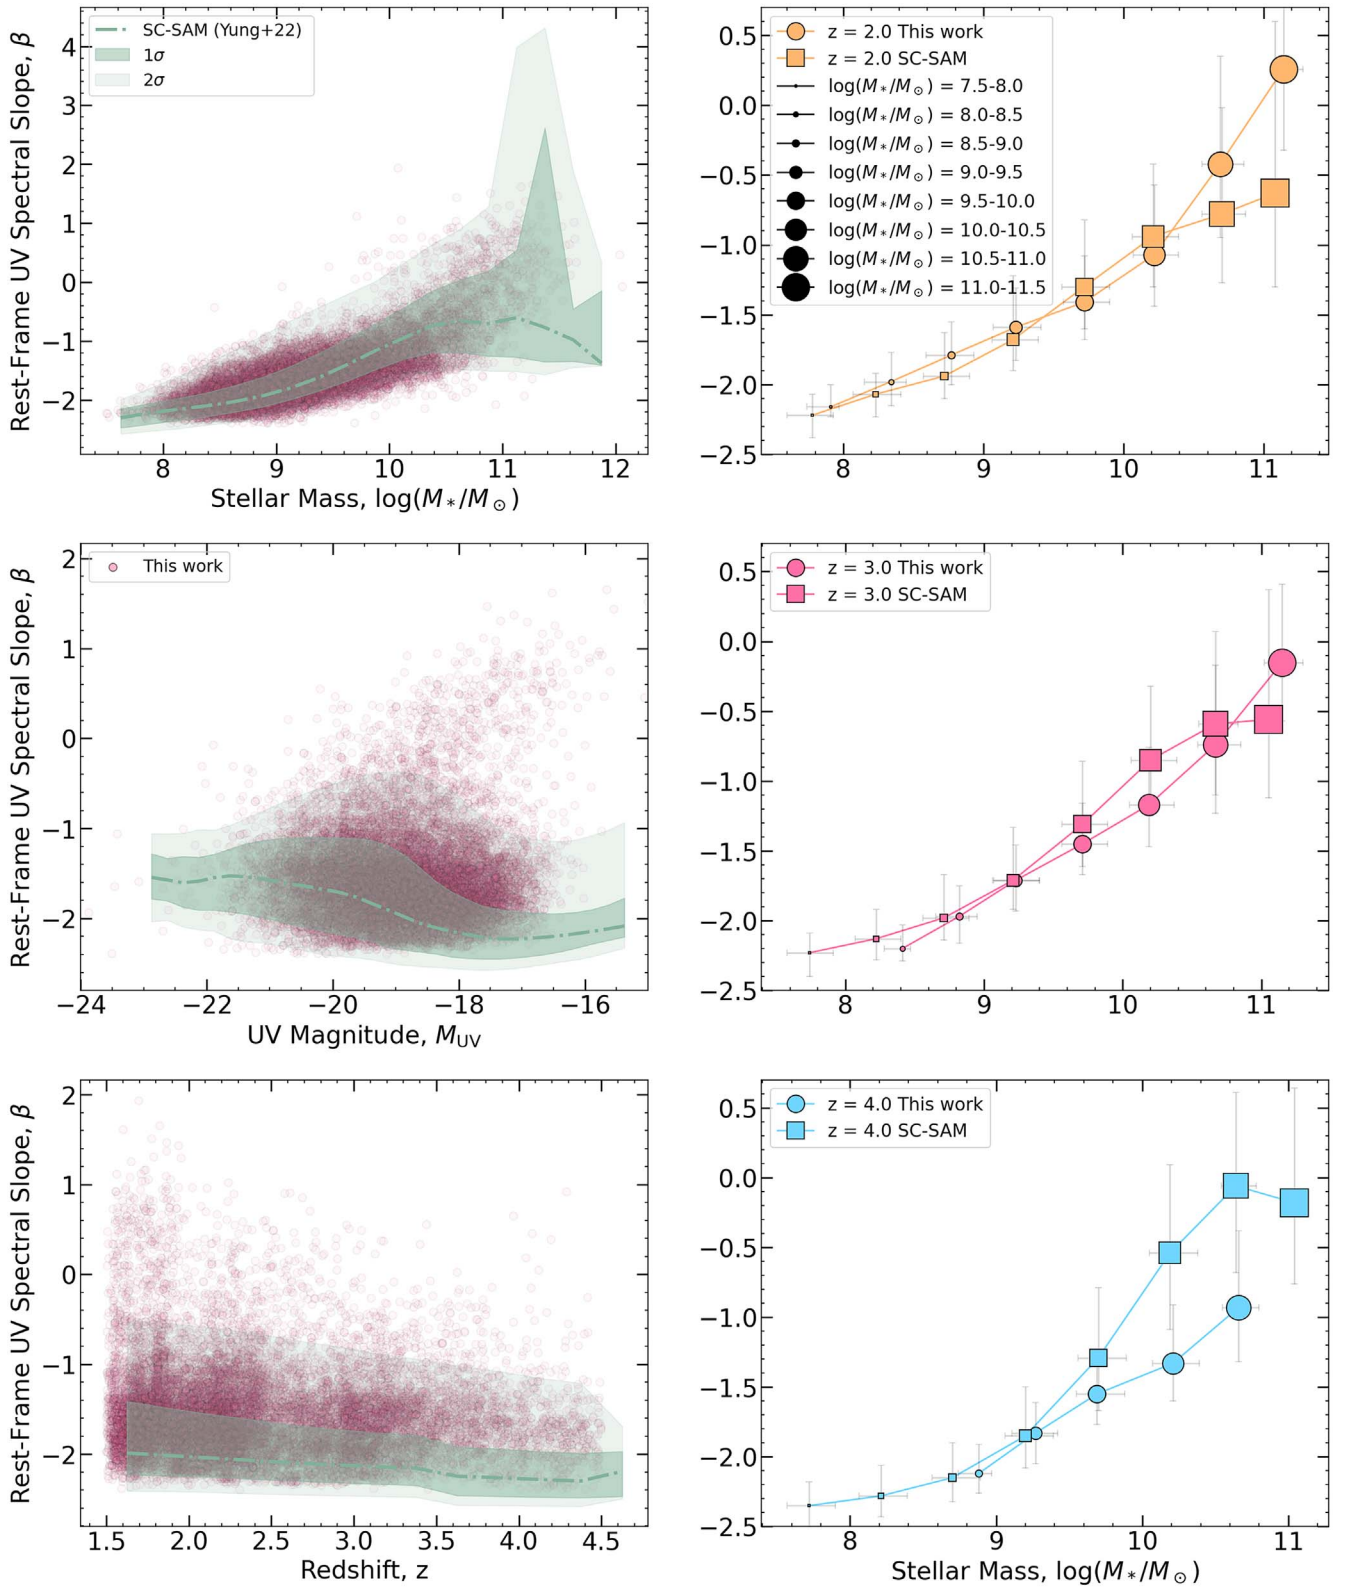 SC-SAM (Yung+22)
1σ
2σ
4
3
2
1
0
−1
−2
Rest-Frame UV Spectral Slope, β
8 9 10 11 12
Stellar Mass, log(M*/M⊙)
z = 2.0 This work
z = 2.0 SC-SAM
log(M*/M⊙) = 7.5-8.0
log(M*/M⊙) = 8.0-8.5
log(M*/M⊙) = 8.5-9.0
log(M*/M⊙) = 9.0-9.5
log(M*/M⊙) = 9.5-10.0
log(M*/M⊙) = 10.0-10.5
log(M*/M⊙) = 10.5-11.0
log(M*/M⊙) = 11.0-11.5
0.5
0.0
−0.5
−1.0
−1.5
−2.0
−2.5
8 9 10 11
This work
2
1
0
−1
−2
Rest-Frame UV Spectral Slope, β
−24 −22 −20 −18 −16
UV Magnitude, MUV
z = 3.0 This work
z = 3.0 SC-SAM
0.5
0.0
−0.5
−1.0
−1.5
−2.0
−2.5
8 9 10 11
2
1
0
−1
−2
Rest-Frame UV Spectral Slope, β
1.5 2.0 2.5 3.0 3.5 4.0 4.5
Redshift, z
z = 4.0 This work
z = 4.0 SC-SAM
0.5
0.0
−0.5
−1.0
−1.5
−2.0
−2.5
8 9 10 11
Stellar Mass, log(M*/M⊙)